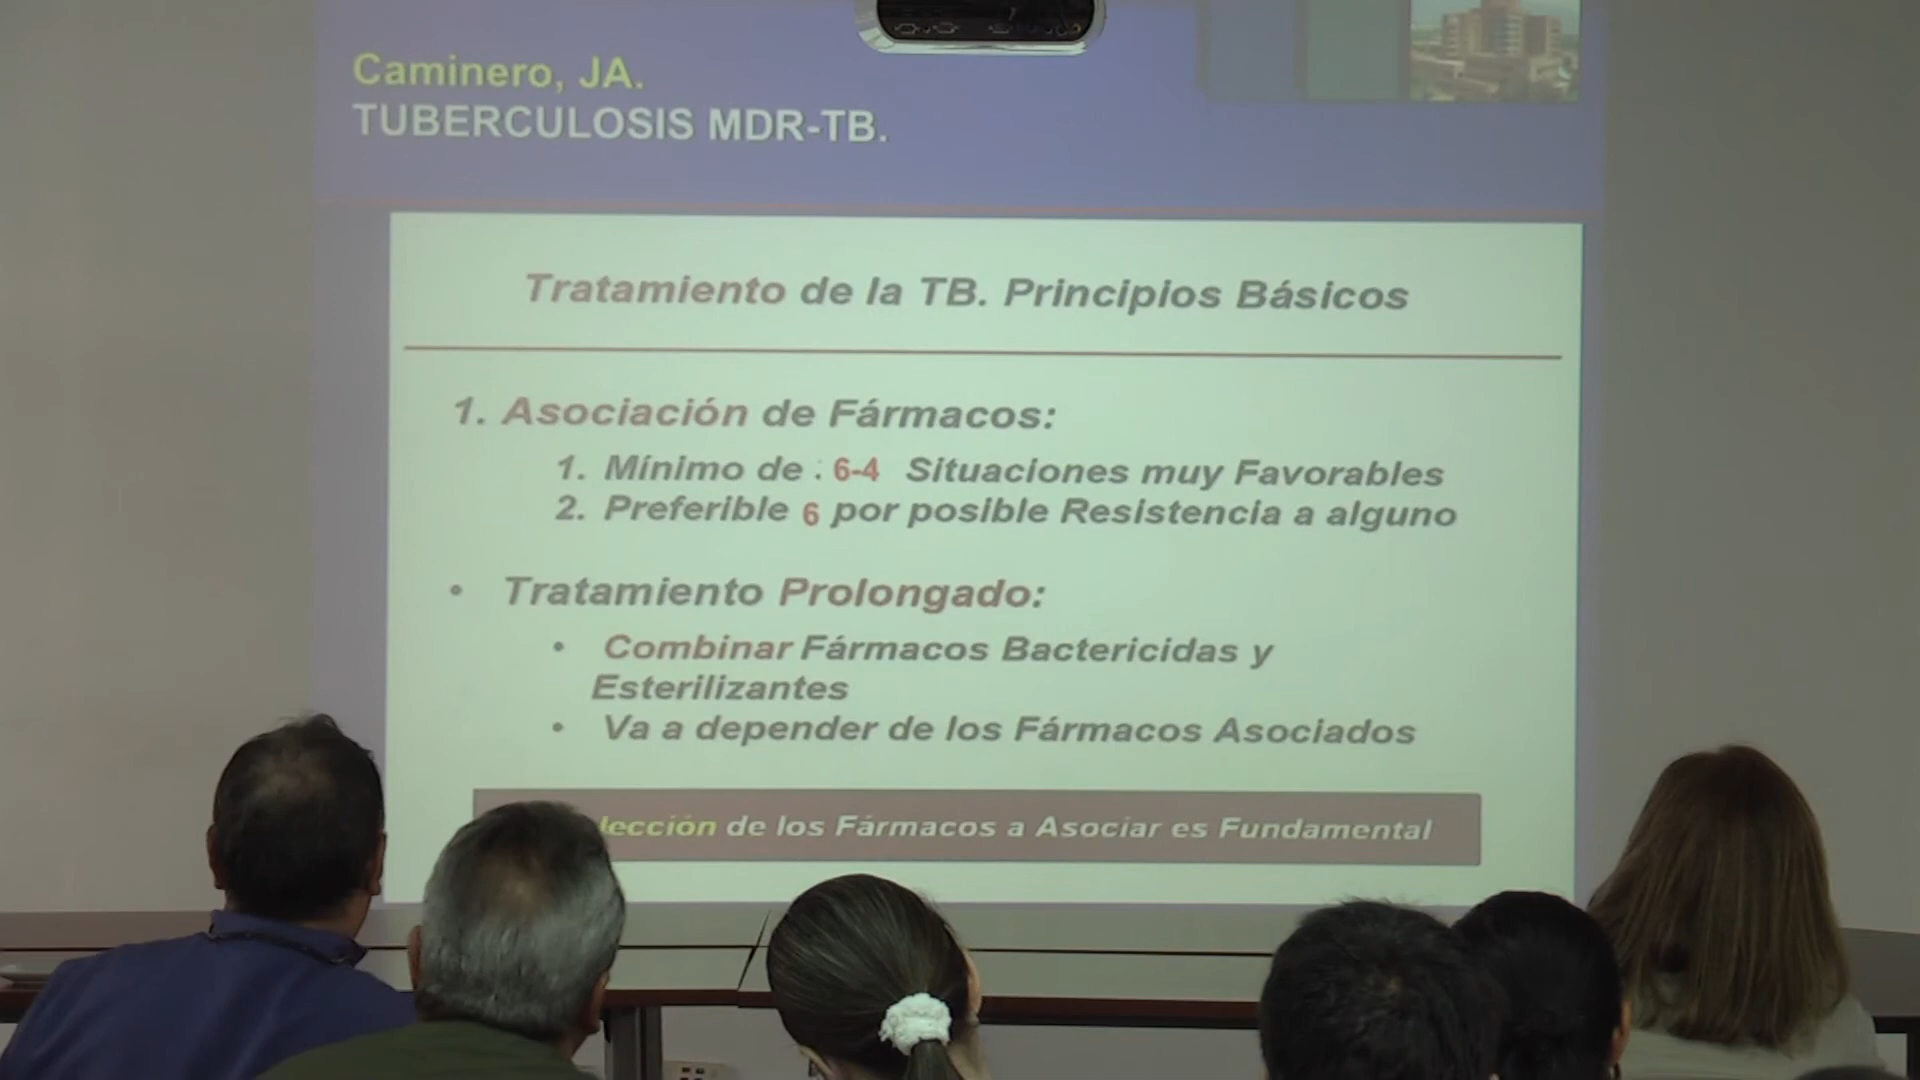 Caminero, JA.
TUBERCULOSIS MDR-TB.
Tratamiento de la TB. Principios Básicos
1. Asociación de Fármacos:
1. Mínimo de : 6-4 Situaciones muy Favorables
2. Preferible 6 por posible Resistencia a alguno
• Tratamiento Prolongado:
• Combinar Fármacos Bactericidas y
Esterilizantes
• Va a depender de los Fármacos Asociados
lección de los Fármacos a Asociar es Fundamental